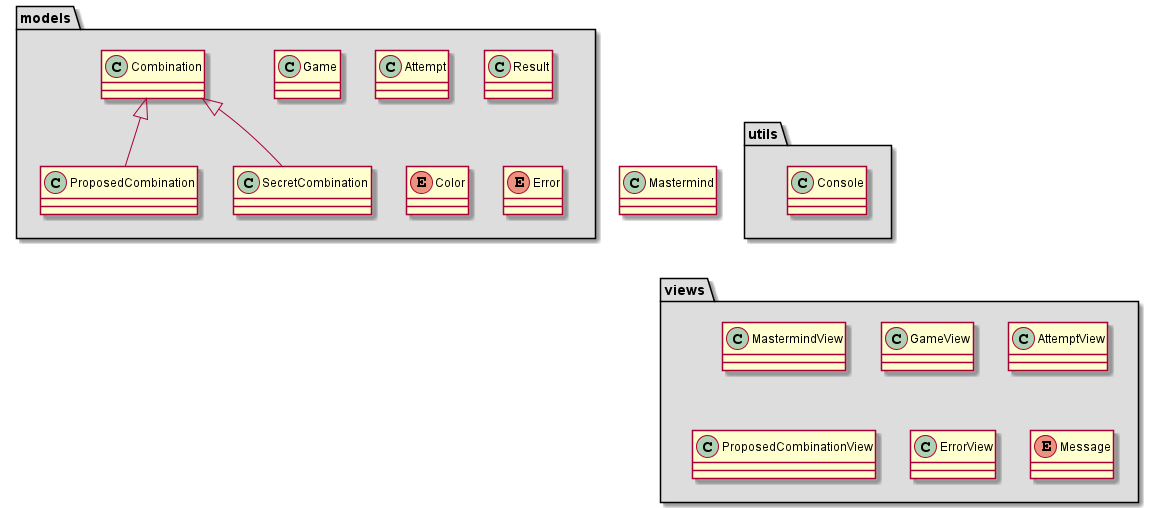 models
C Combination
C Game
C Attempt
C Result
C ProposedCombination
C SecretCombination
E Color
E Error
C Mastermind
utils
C Console
views
C MastermindView
C GameView
C AttemptView
C ProposedCombinationView
C ErrorView
E Message